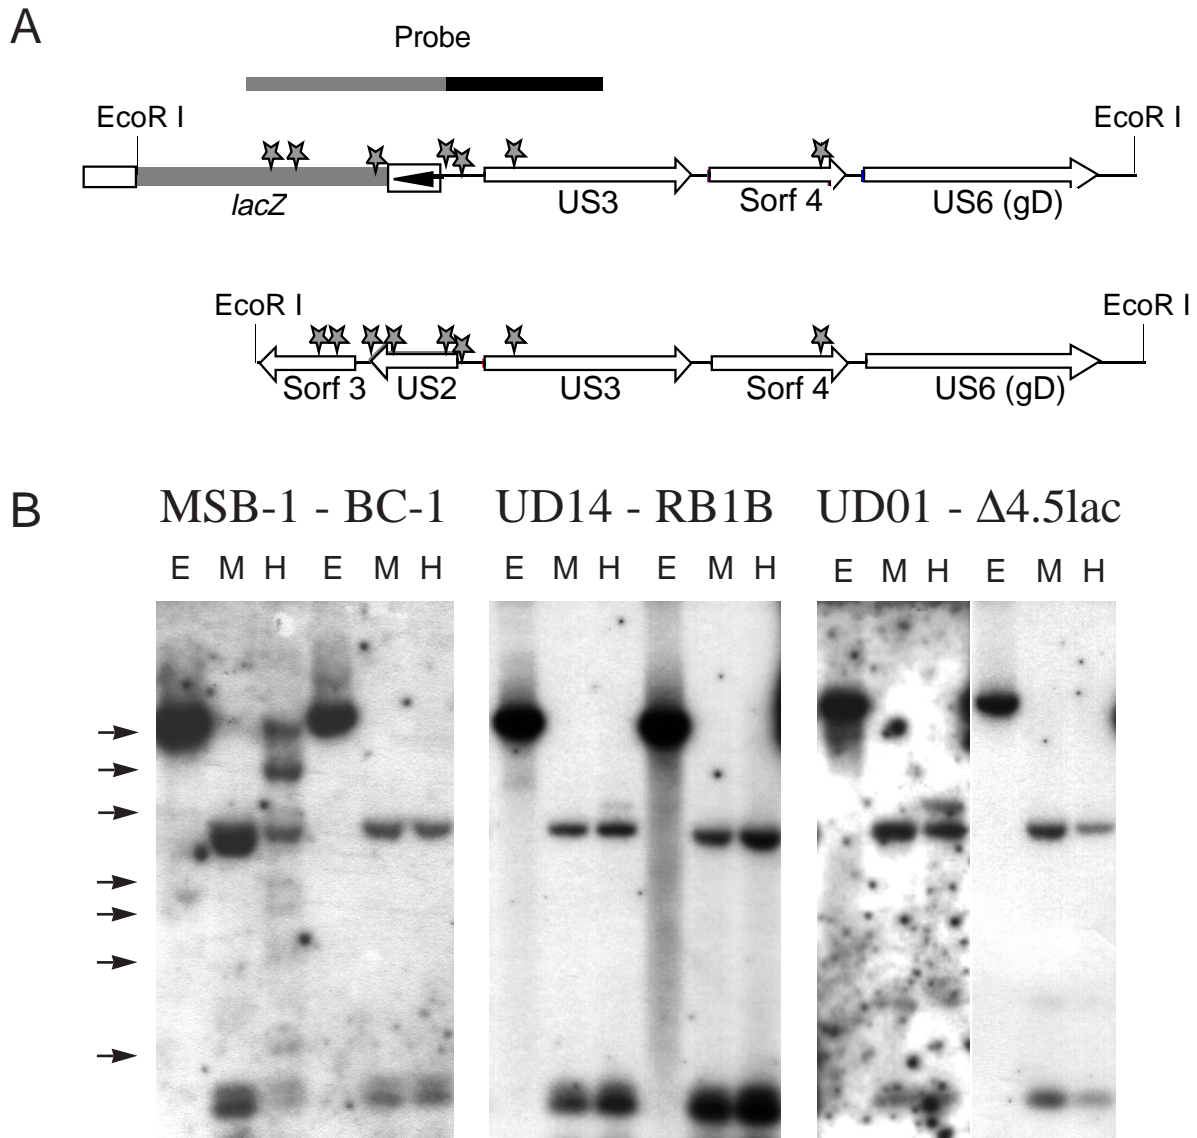 A
Probe
EcoR I
EcoR I
lacZ
US3
Sorf 4
US6 (gD)
EcoR I
EcoR I
Sorf 3
US2
US3
Sorf 4
US6 (gD)
B
MSB-1 - BC-1
UD14 - RB1B
UD01 - Δ4.5lac
E M H E M H
E M H E M H
E M H E M H